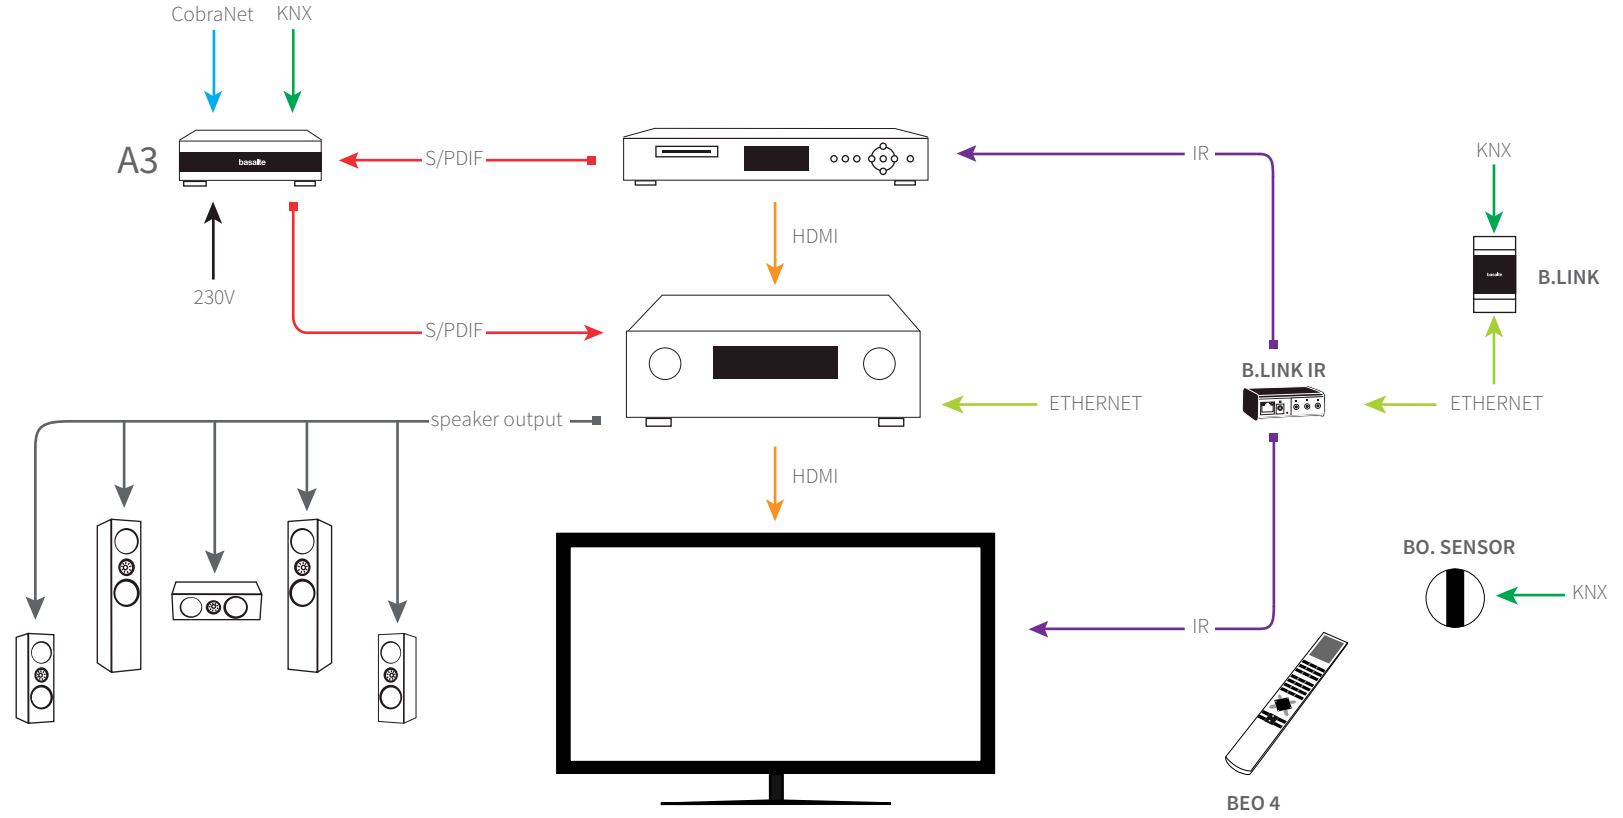 CobraNet
KNX
A3
basalte
S/PDIF
IR
KNX
230V
HDMI
basalte
B.LINK
S/PDIF
B.LINK IR
speaker output
ETHERNET
ETHERNET
HDMI
BO. SENSOR
KNX
IR
BEO 4